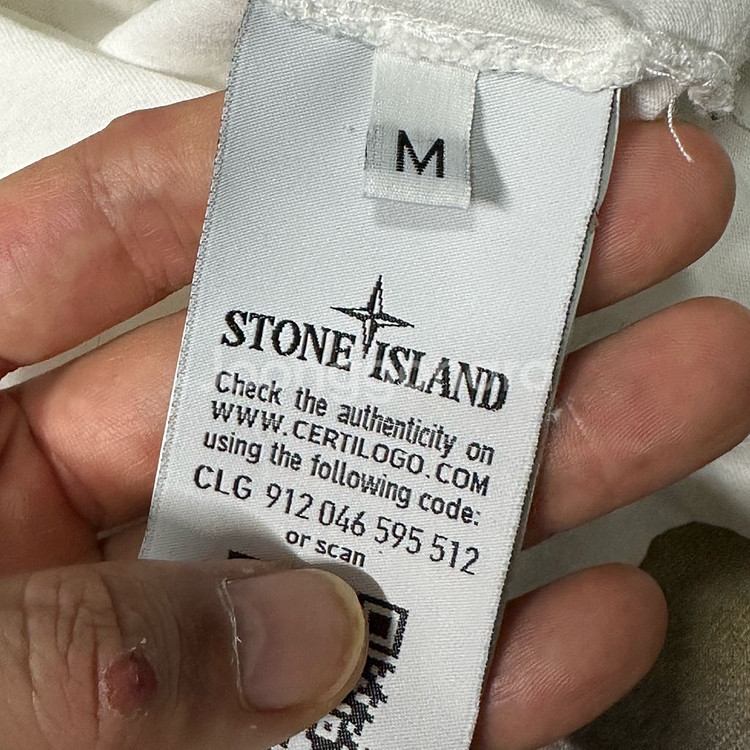 M
STONE ISLAND
Check the authenticity on
WWW.CERTILOGO.COM
using the following code:
CLG 912 046 595 512
or scan